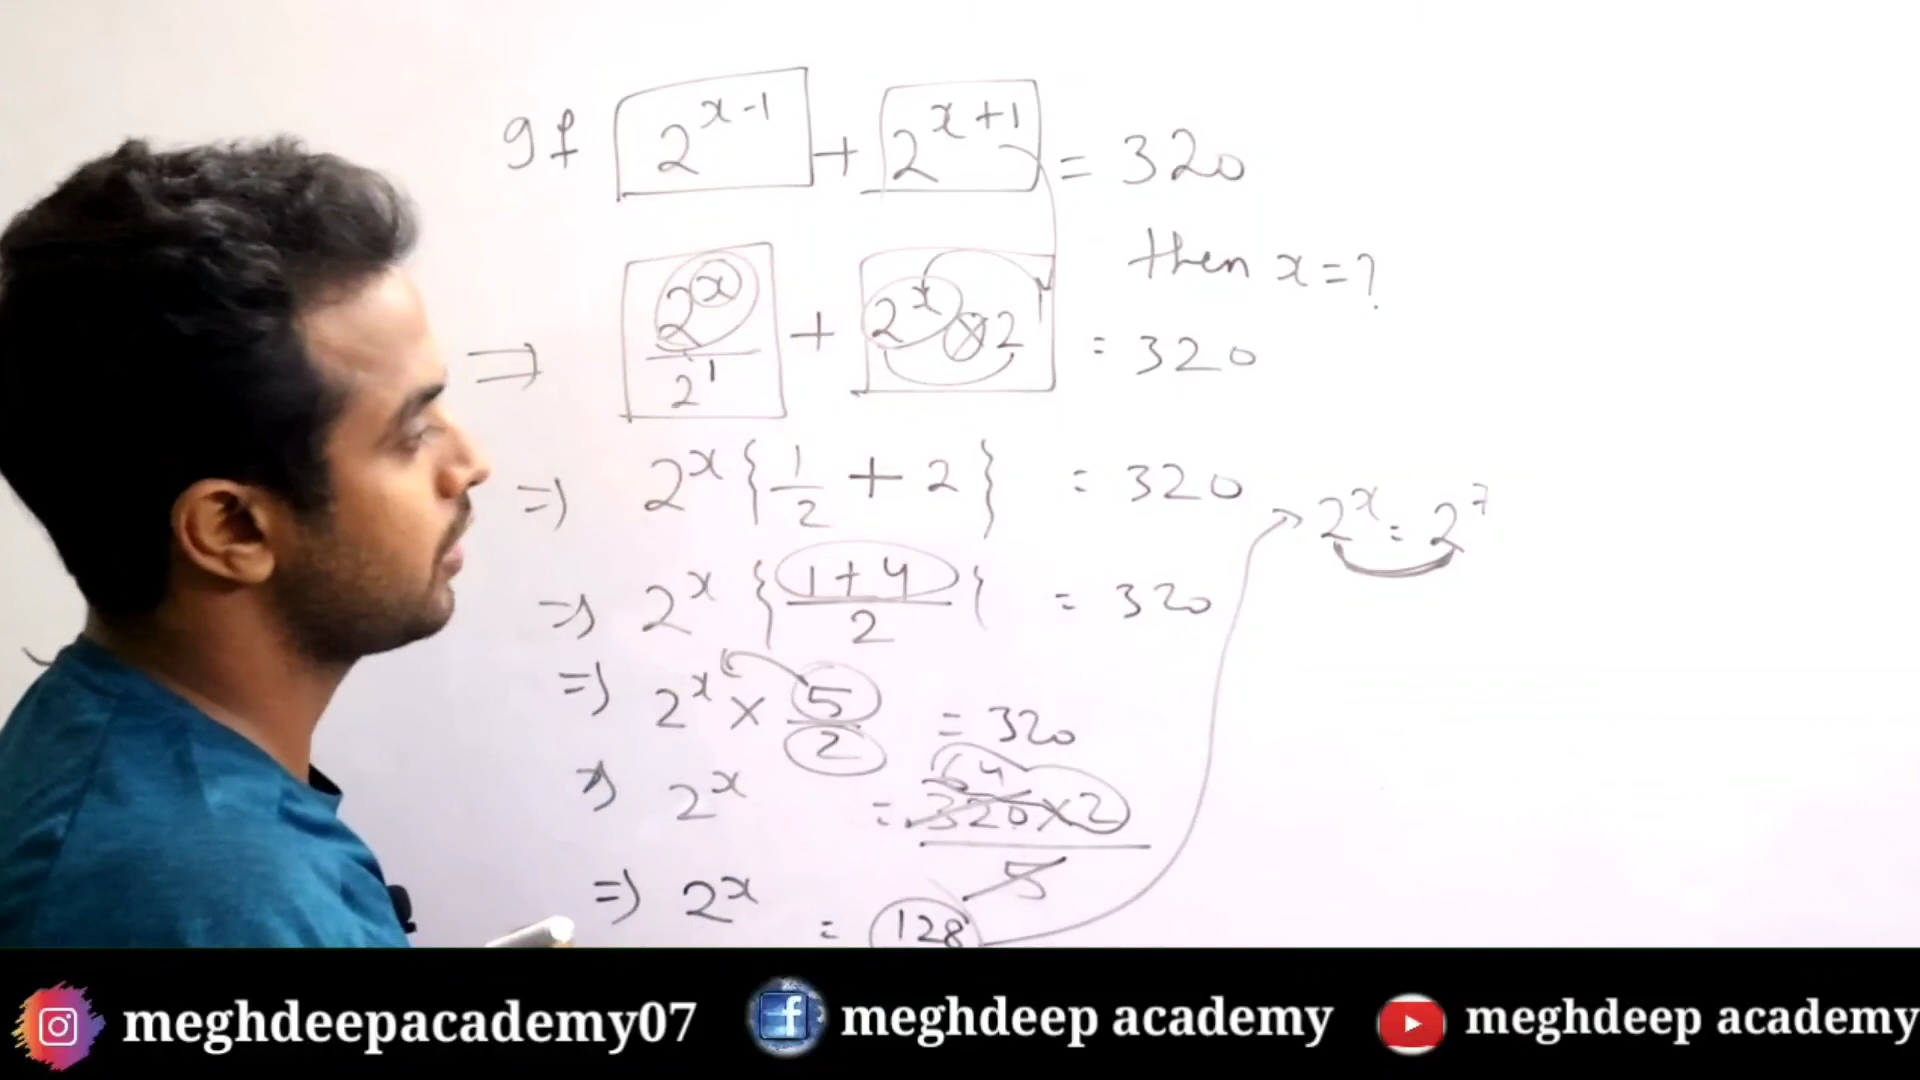 If 2^{x-1} + 2^{x+1} = 320
then x = ?
⇒ 2^x/2^1 + 2^x × 2^1 = 320
⇒ 2^x {1/2 + 2} = 320
⇒ 2^x {(1+4)/2} = 320
⇒ 2^x × 5/2 = 320
⇒ 2^x = 64 320×2/5
⇒ 2^x = 128
→ 2^x = 2^7
meghdeepacademy07
meghdeep academy
meghdeep academy